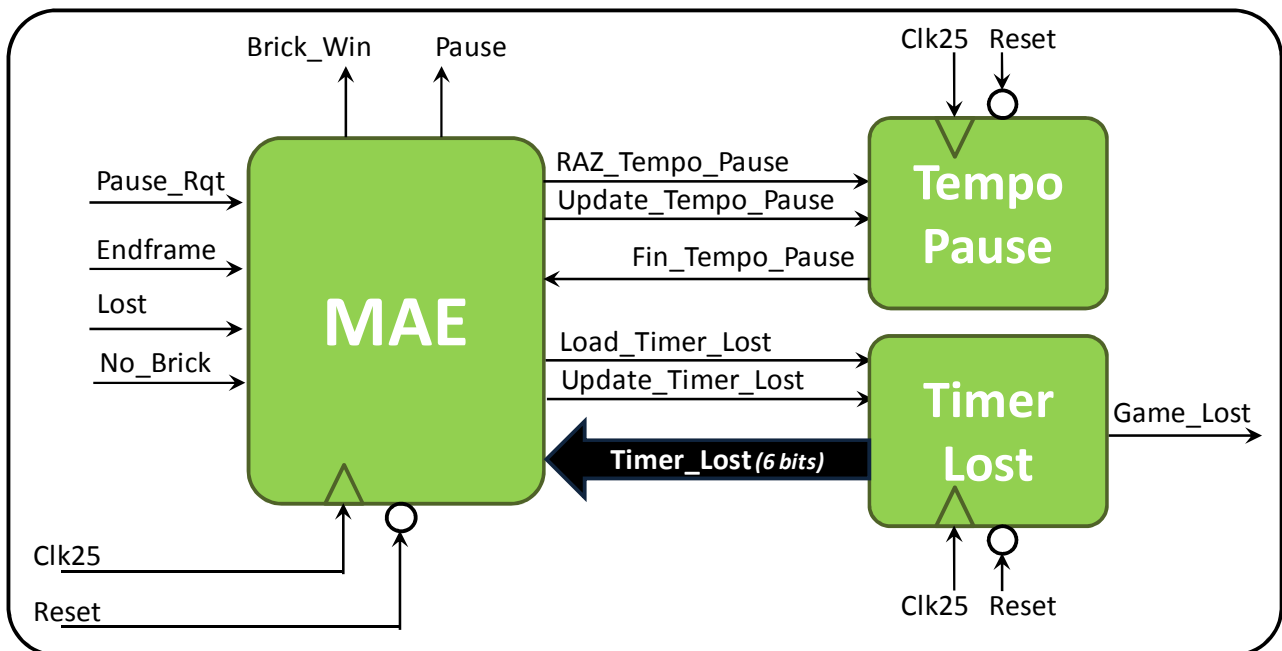 Brick_Win
Pause
Clk25
Reset
Pause_Rqt
Endframe
Lost
No_Brick
MAE
RAZ_Tempo_Pause
Update_Tempo_Pause
Fin_Tempo_Pause
Tempo
Pause
Load_Timer_Lost
Update_Timer_Lost
Timer_Lost (6 bits)
Timer
Lost
Game_Lost
Clk25
Reset
Clk25
Reset